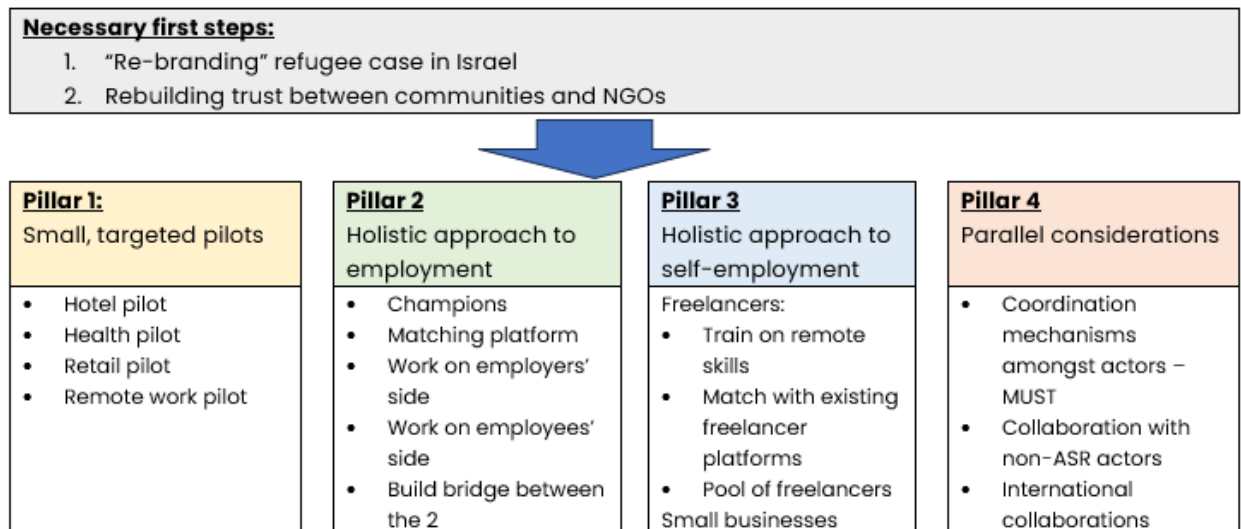 Necessary first steps:
1. “Re-branding” refugee case in Israel
2. Rebuilding trust between communities and NGOs
Pillar 1:
Small, targeted pilots
• Hotel pilot
• Health pilot
• Retail pilot
• Remote work pilot
Pillar 2
Holistic approach to
employment
• Champions
• Matching platform
• Work on employers’
side
• Work on employees’
side
• Build bridge between
the 2
Pillar 3
Holistic approach to
self-employment
Freelancers:
• Train on remote
skills
• Match with existing
freelancer
platforms
• Pool of freelancers
Small businesses
Pillar 4
Parallel considerations
• Coordination
mechanisms
amongst actors –
MUST
• Collaboration with
non-ASR actors
• International
collaborations